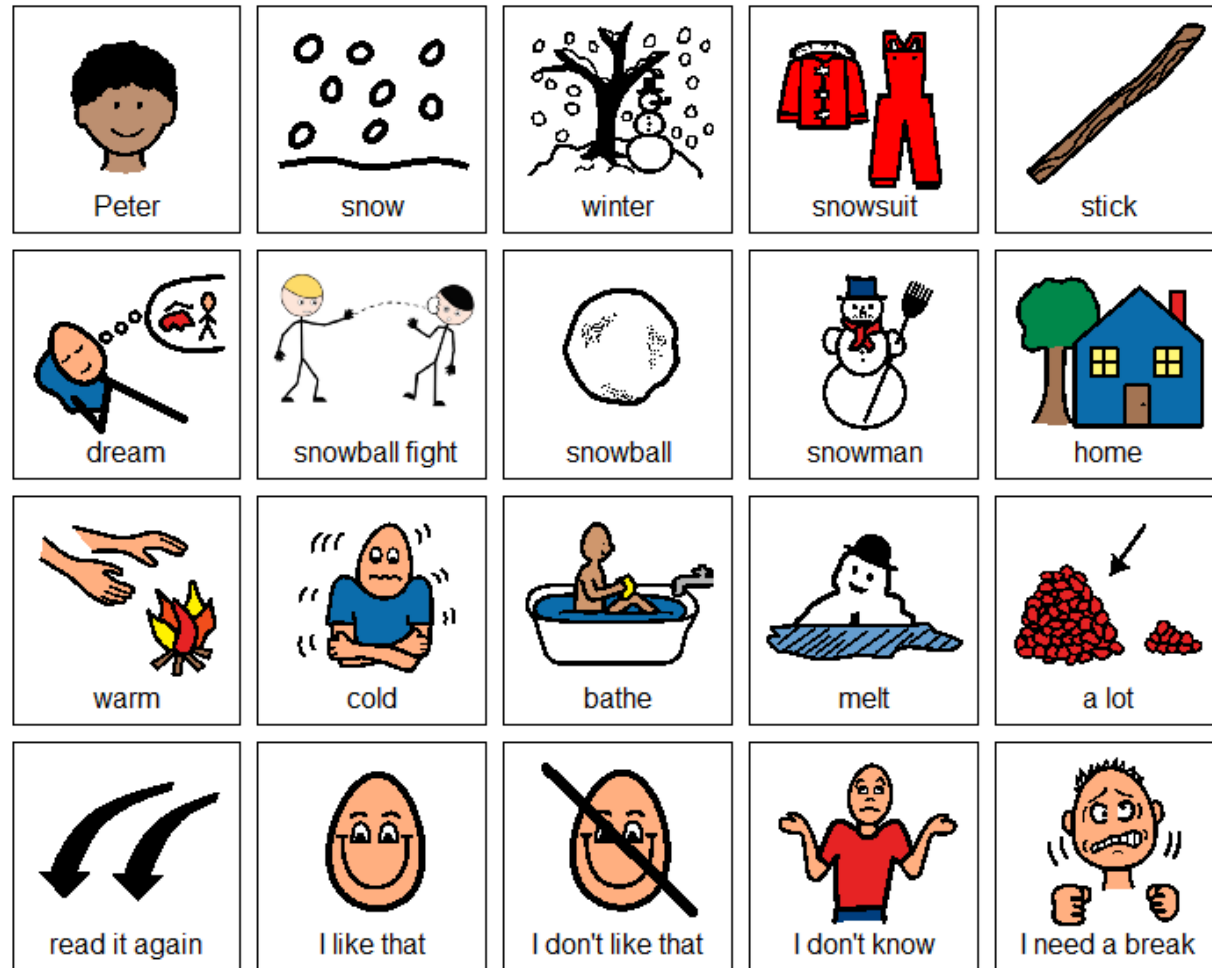 Peter
snow
winter
snowsuit
stick
dream
snowball fight
snowball
snowman
home
warm
cold
bathe
melt
a lot
read it again
I like that
I don't like that
I don't know
I need a break